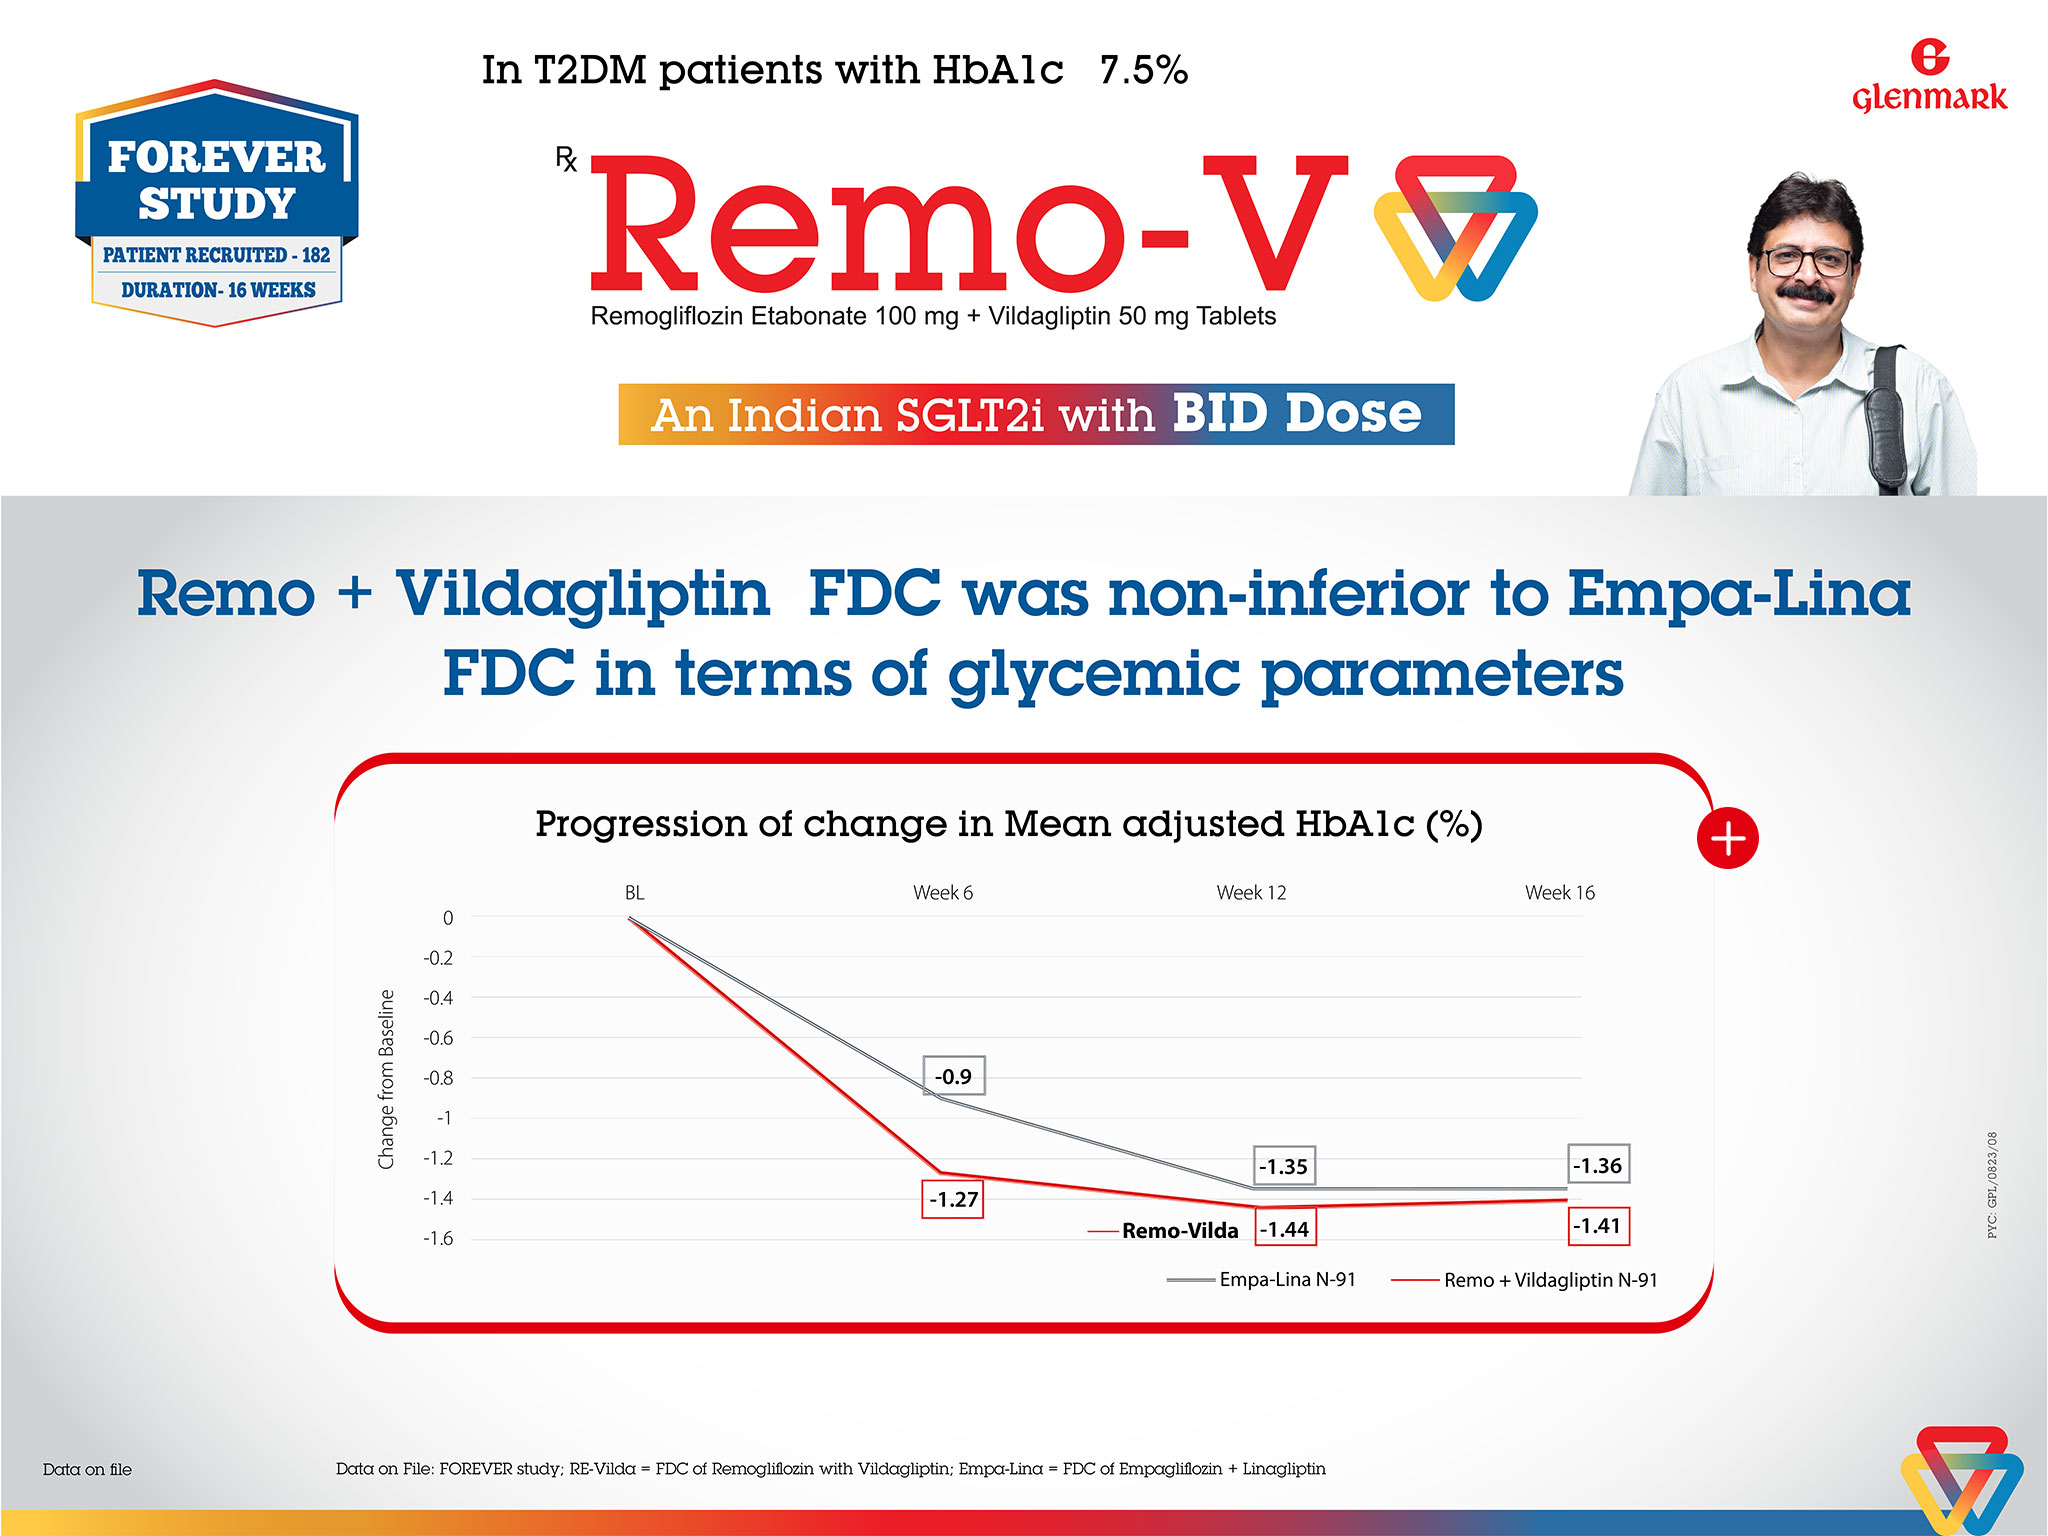 In T2DM patients with HbA1c 7.5%
Glenmark
FOREVER
STUDY
PATIENT RECRUITED - 182
DURATION- 16 WEEKS
Rx
Remo-V
Remogliflozin Etabonate 100 mg + Vildagliptin 50 mg Tablets
An Indian SGLT2i with BID Dose
Remo + Vildagliptin FDC was non-inferior to Empa-Lina
FDC in terms of glycemic parameters
Progression of change in Mean adjusted HbA1c (%)
BL Week 6 Week 12 Week 16
Change from Baseline
0
-0.2
-0.4
-0.6
-0.8
-1
-1.2
-1.4
-1.6
-0.9
-1.35
-1.36
-1.27
-1.44
-1.41
Remo-Vilda
Empa-Lina N-91
Remo + Vildagliptin N-91
PYC: GPL/0823/08
Data on file
Data on File: FOREVER study; RE-Vilda = FDC of Remogliflozin with Vildagliptin; Empa-Lina = FDC of Empagliflozin + Linagliptin